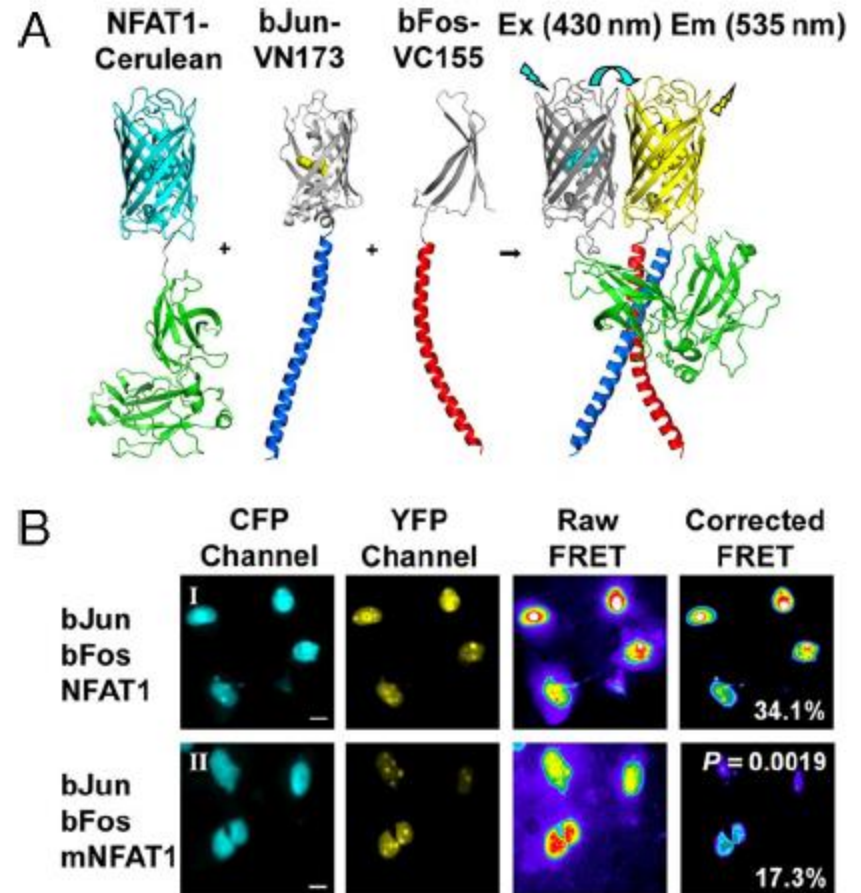 A
NFAT1- bJun- bFos- Ex (430 nm) Em (535 nm)
Cerulean VN173 VC155
+ + →
B
CFP YFP Raw Corrected
Channel Channel FRET FRET
I
bJun
bFos
NFAT1
34.1%
II
P = 0.0019
bJun
bFos
mNFAT1
17.3%